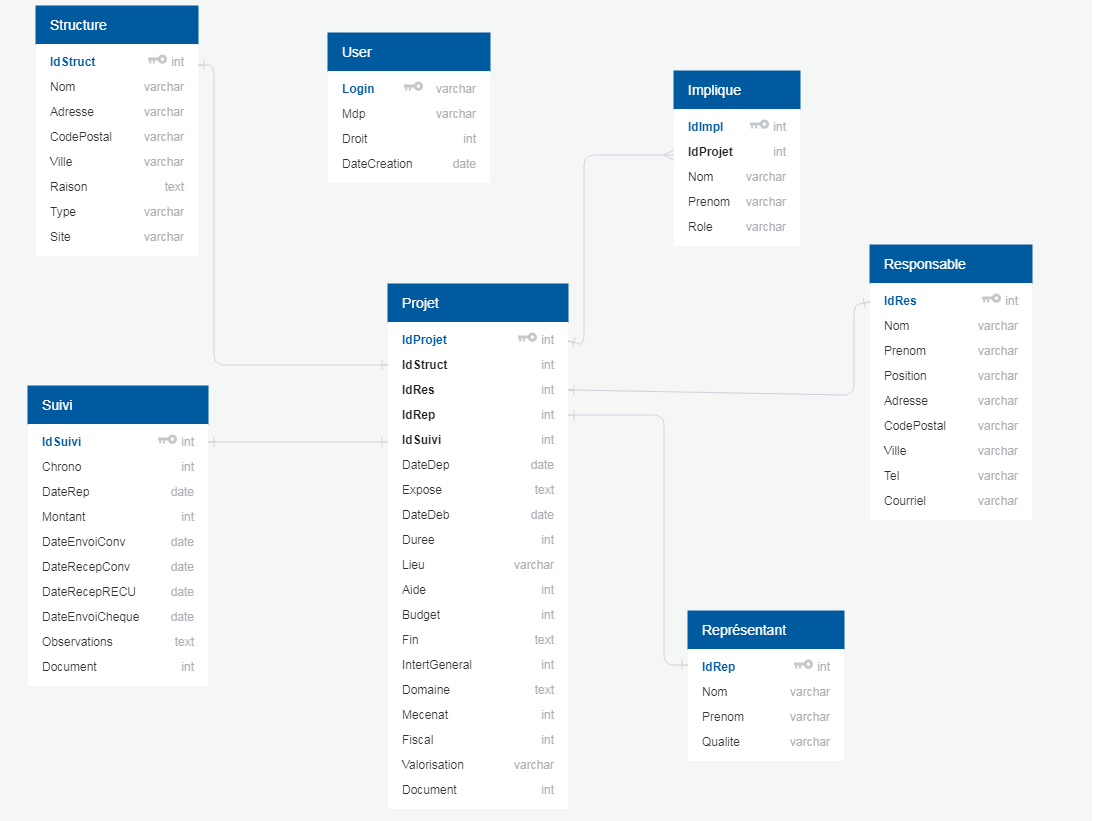 Structure
IdStruct int
Nom varchar
Adresse varchar
CodePostal varchar
Ville varchar
Raison text
Type varchar
Site varchar
User
Login varchar
Mdp varchar
Droit int
DateCreation date
Implique
IdImpl int
IdProjet int
Nom varchar
Prenom varchar
Role varchar
Responsable
IdRes int
Nom varchar
Prenom varchar
Position varchar
Adresse varchar
CodePostal varchar
Ville varchar
Tel varchar
Courriel varchar
Projet
IdProjet int
IdStruct int
IdRes int
IdRep int
IdSuivi int
DateDep date
Expose text
DateDeb date
Duree int
Lieu varchar
Aide int
Budget int
Fin text
IntertGeneral int
Domaine text
Mecenat int
Fiscal int
Valorisation varchar
Document int
Suivi
IdSuivi int
Chrono int
DateRep date
Montant int
DateEnvoiConv date
DateRecepConv date
DateRecepRECU date
DateEnvoiCheque date
Observations text
Document int
Représentant
IdRep int
Nom varchar
Prenom varchar
Qualite varchar